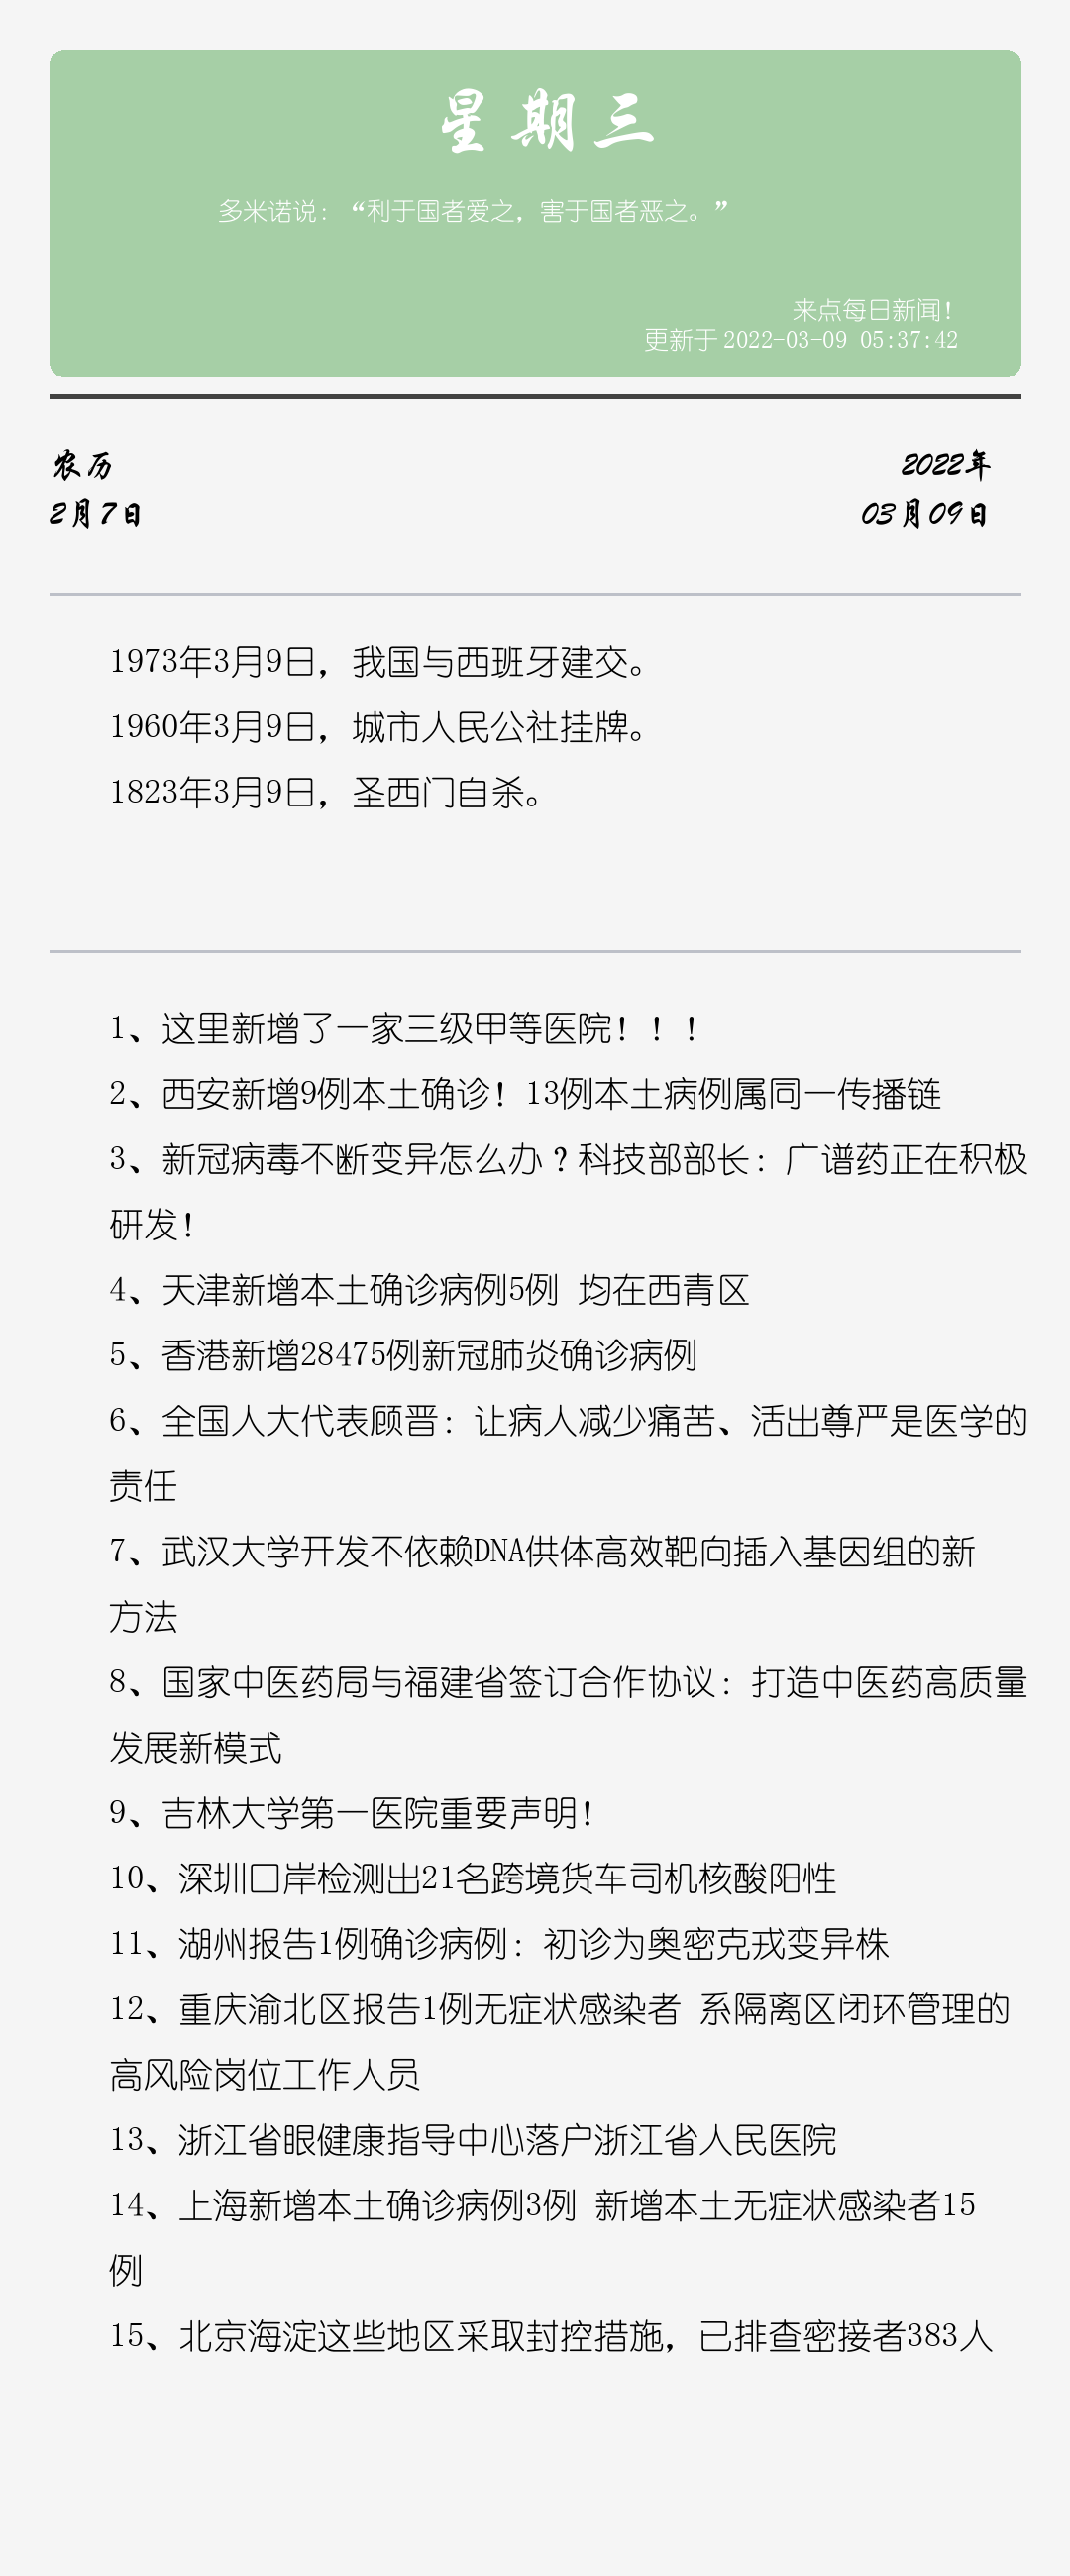 星期三
多米诺说：“利于国者爱之，害于国者恶之。”
来点每日新闻！
更新于 2022-03-09 05:37:42
农历
2022年
2月7日
03月09日
1973年3月9日，我国与西班牙建交。
1960年3月9日，城市人民公社挂牌。
1823年3月9日，圣西门自杀。
1、这里新增了一家三级甲等医院！！！
2、西安新增9例本土确诊！13例本土病例属同一传播链
3、新冠病毒不断变异怎么办？科技部部长：广谱药正在积极
研发！
4、天津新增本土确诊病例5例 均在西青区
5、香港新增28475例新冠肺炎确诊病例
6、全国人大代表顾晋：让病人减少痛苦、活出尊严是医学的
责任
7、武汉大学开发不依赖DNA供体高效靶向插入基因组的新
方法
8、国家中医药局与福建省签订合作协议：打造中医药高质量
发展新模式
9、吉林大学第一医院重要声明！
10、深圳口岸检测出21名跨境货车司机核酸阳性
11、湖州报告1例确诊病例：初诊为奥密克戎变异株
12、重庆渝北区报告1例无症状感染者 系隔离区闭环管理的
高风险岗位工作人员
13、浙江省眼健康指导中心落户浙江省人民医院
14、上海新增本土确诊病例3例 新增本土无症状感染者15
例
15、北京海淀这些地区采取封控措施，已排查密接者383人